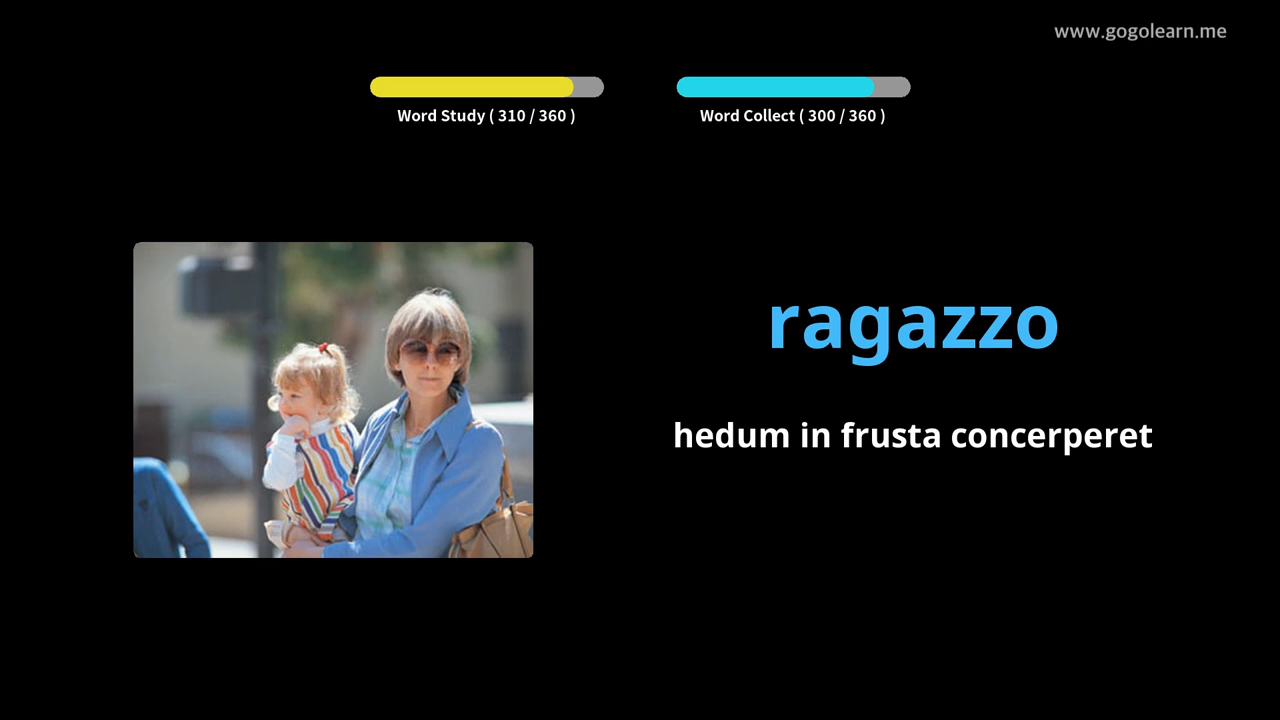 www.gogolearn.me
Word Study ( 310 / 360 )
Word Collect ( 300 / 360 )
ragazzo
hedum in frusta concerperet